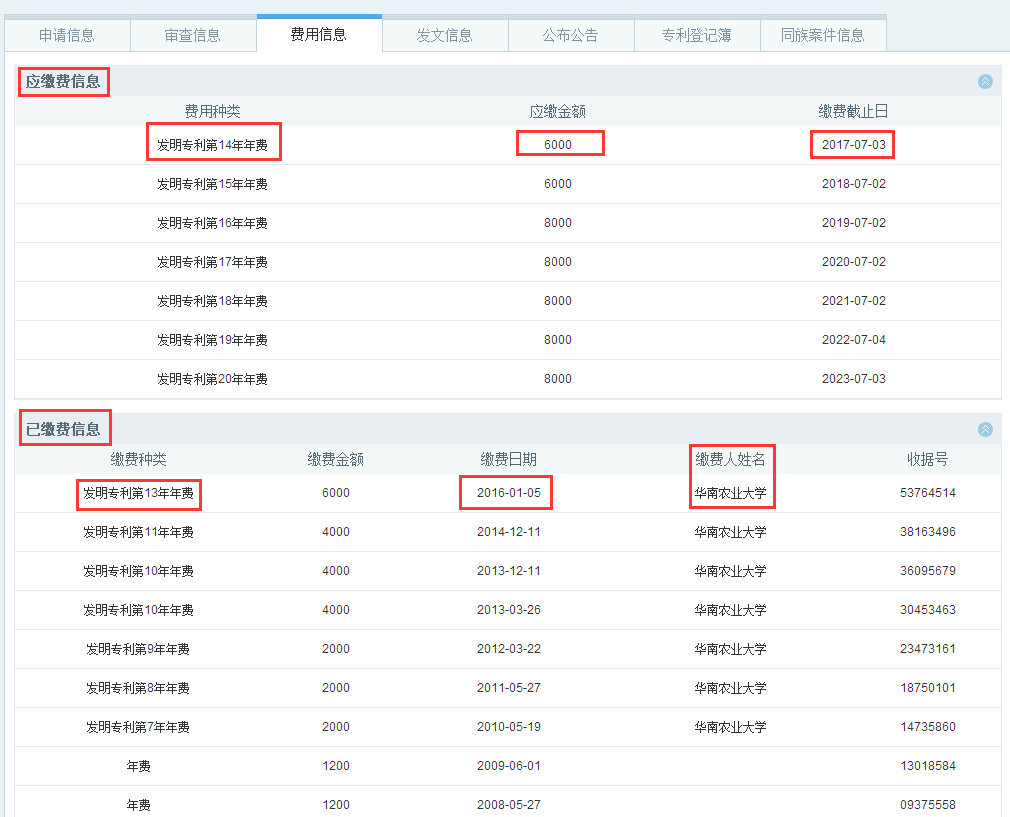 申请信息 审查信息 费用信息 发文信息 公布公告 专利登记簿 同族案件信息
应缴费信息
费用种类 应缴金额 缴费截止日
发明专利第14年年费 6000 2017-07-03
发明专利第15年年费 6000 2018-07-02
发明专利第16年年费 8000 2019-07-02
发明专利第17年年费 8000 2020-07-02
发明专利第18年年费 8000 2021-07-02
发明专利第19年年费 8000 2022-07-04
发明专利第20年年费 8000 2023-07-03
已缴费信息
缴费种类 缴费金额 缴费日期 缴费人姓名 收据号
发明专利第13年年费 6000 2016-01-05 华南农业大学 53764514
发明专利第11年年费 4000 2014-12-11 华南农业大学 38163496
发明专利第10年年费 4000 2013-12-11 华南农业大学 36095679
发明专利第10年年费 4000 2013-03-26 华南农业大学 30453463
发明专利第9年年费 2000 2012-03-22 华南农业大学 23473161
发明专利第8年年费 2000 2011-05-27 华南农业大学 18750101
发明专利第7年年费 2000 2010-05-19 华南农业大学 14735860
年费 1200 2009-06-01 13018584
年费 1200 2008-05-27 09375558